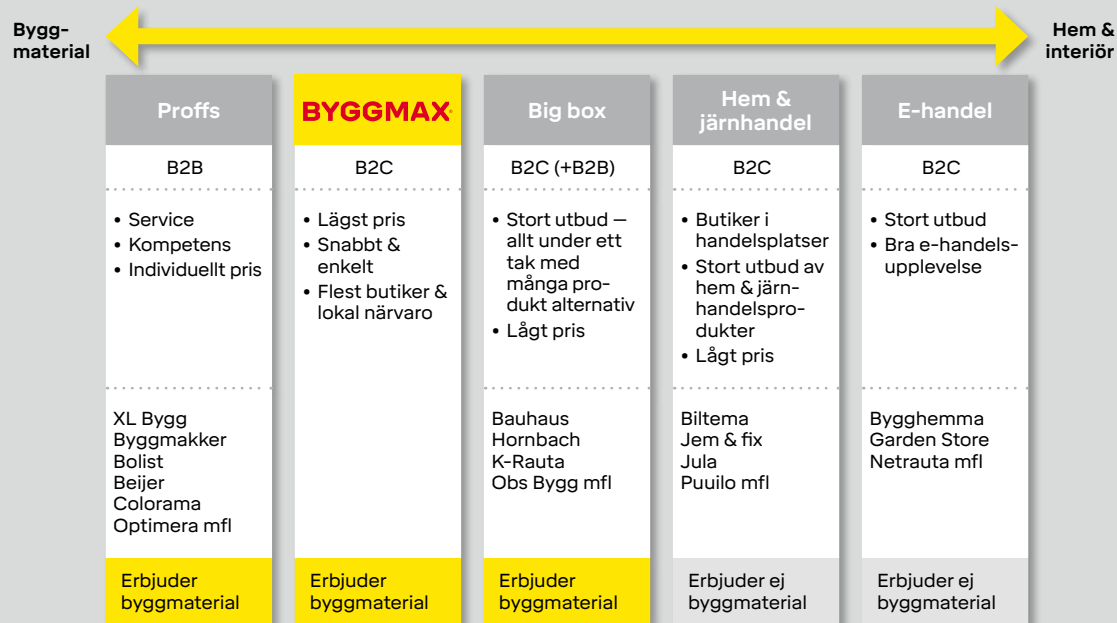 Bygg-
material
Hem &
interiör
Proffs
B2B
• Service
• Kompetens
• Individuellt pris
XL Bygg
Byggmakker
Bolist
Beijer
Colorama
Optimera mfl
Erbjuder
byggmaterial
BYGGMAX
B2C
• Lägst pris
• Snabbt &
enkelt
• Flest butiker &
lokal närvaro
Erbjuder
byggmaterial
Big box
B2C (+B2B)
• Stort utbud –
allt under ett
tak med
många pro-
dukt alternativ
• Lågt pris
Bauhaus
Hornbach
K-Rauta
Obs Bygg mfl
Erbjuder
byggmaterial
Hem &
järnhandel
B2C
• Butiker i
handelsplatser
• Stort utbud av
hem & järn-
handelspro-
dukter
• Lågt pris
Biltema
Jem & fix
Jula
Puuilo mfl
Erbjuder ej
byggmaterial
E-handel
B2C
• Stort utbud
• Bra e-handels-
upplevelse
Bygghemma
Garden Store
Netrauta mfl
Erbjuder ej
byggmaterial